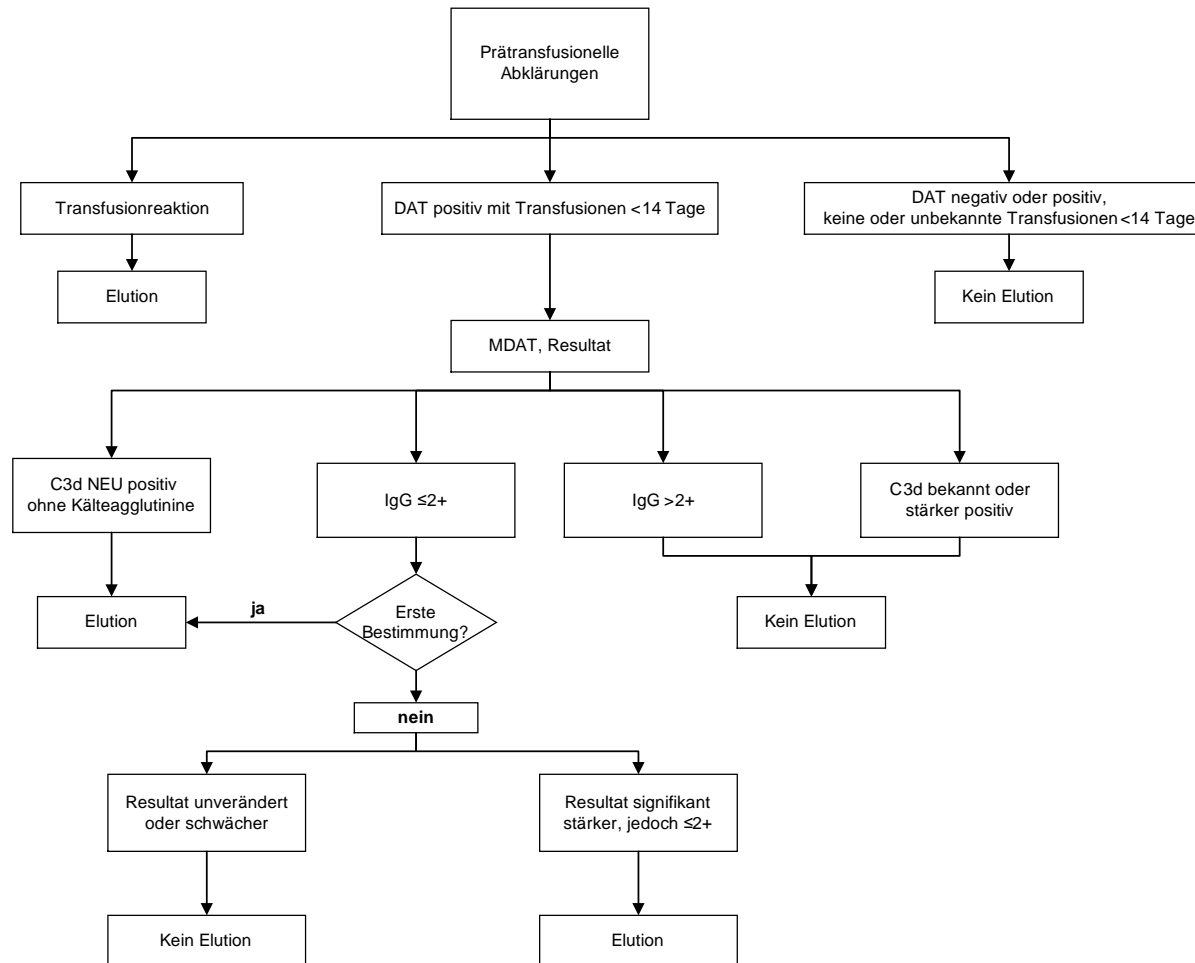 Prätransfusionelle
Abklärungen
Transfusionreaktion
DAT positiv mit Transfusionen <14 Tage
DAT negativ oder positiv,
keine oder unbekannte Transfusionen <14 Tage
Elution
Kein Elution
MDAT, Resultat
C3d NEU positiv
ohne Kälteagglutinine
IgG ≤2+
IgG >2+
C3d bekannt oder
stärker positiv
Elution
ja
Erste
Bestimmung?
Kein Elution
nein
Resultat unverändert
oder schwächer
Resultat signifikant
stärker, jedoch ≤2+
Kein Elution
Elution